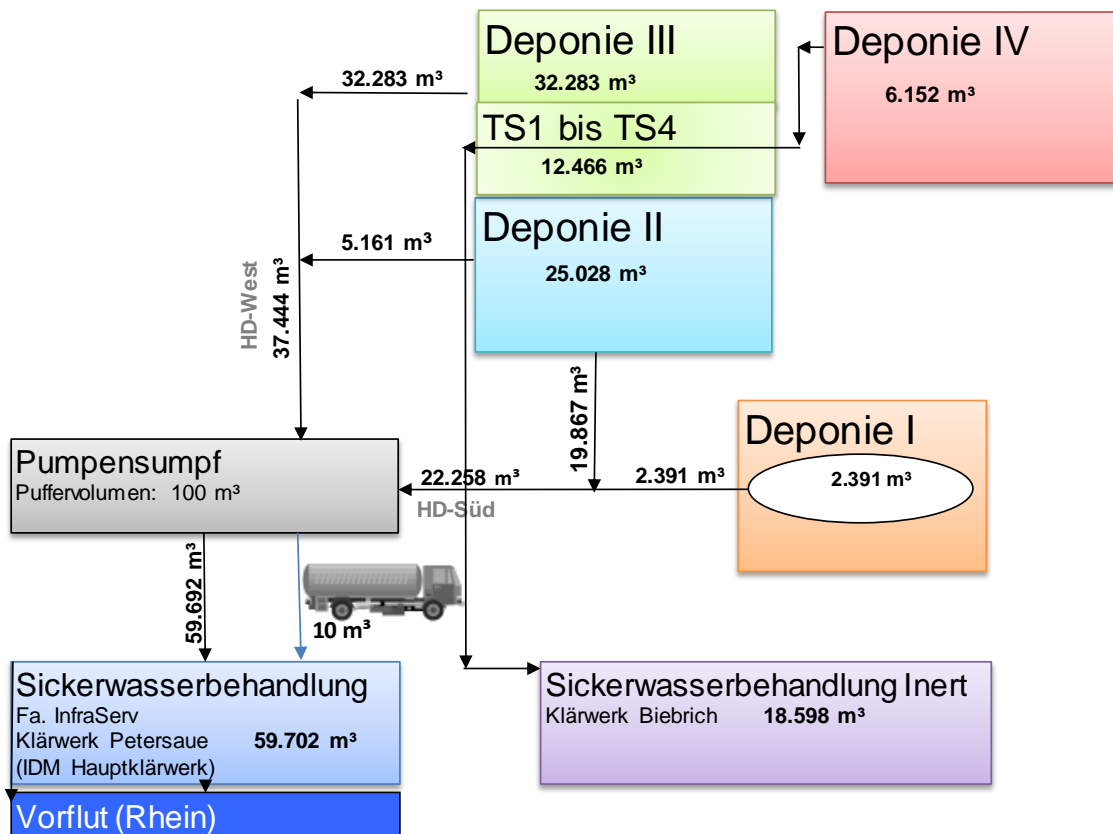 Deponie III
32.283 m³
Deponie IV
6.152 m³
32.283 m³
TS1 bis TS4
12.466 m³
Deponie II
25.028 m³
5.161 m³
HD-West
37.444 m³
19.867 m³
Deponie I
2.391 m³
2.391 m³
22.258 m³
HD-Süd
Pumpensumpf
Puffervolumen: 100 m³
59.692 m³
10 m³
Sickerwasserbehandlung
Fa. InfraServ
Klärwerk Petersaue 59.702 m³
(IDM Hauptklärwerk)
Sickerwasserbehandlung Inert
Klärwerk Biebrich 18.598 m³
Vorflut (Rhein)